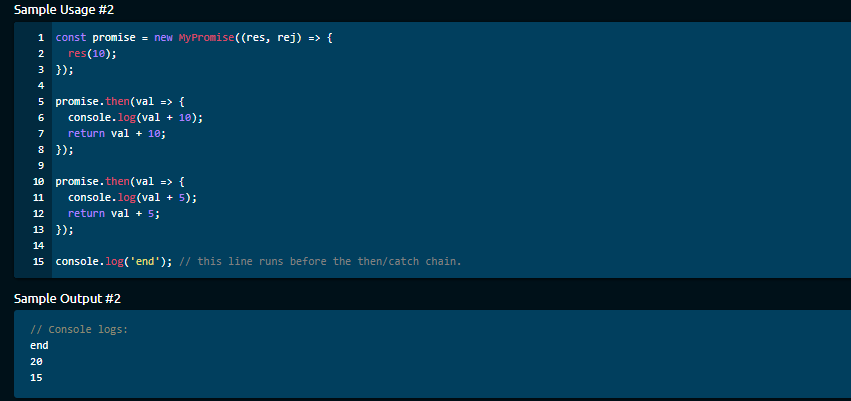 Sample Usage #2
1 const promise = new MyPromise((res, rej) => {
2   res(10);
3 });
4
5 promise.then(val => {
6   console.log(val + 10);
7   return val + 10;
8 });
9
10 promise.then(val => {
11   console.log(val + 5);
12   return val + 5;
13 });
14
15 console.log('end'); // this line runs before the then/catch chain.
Sample Output #2
// Console logs:
end
20
15